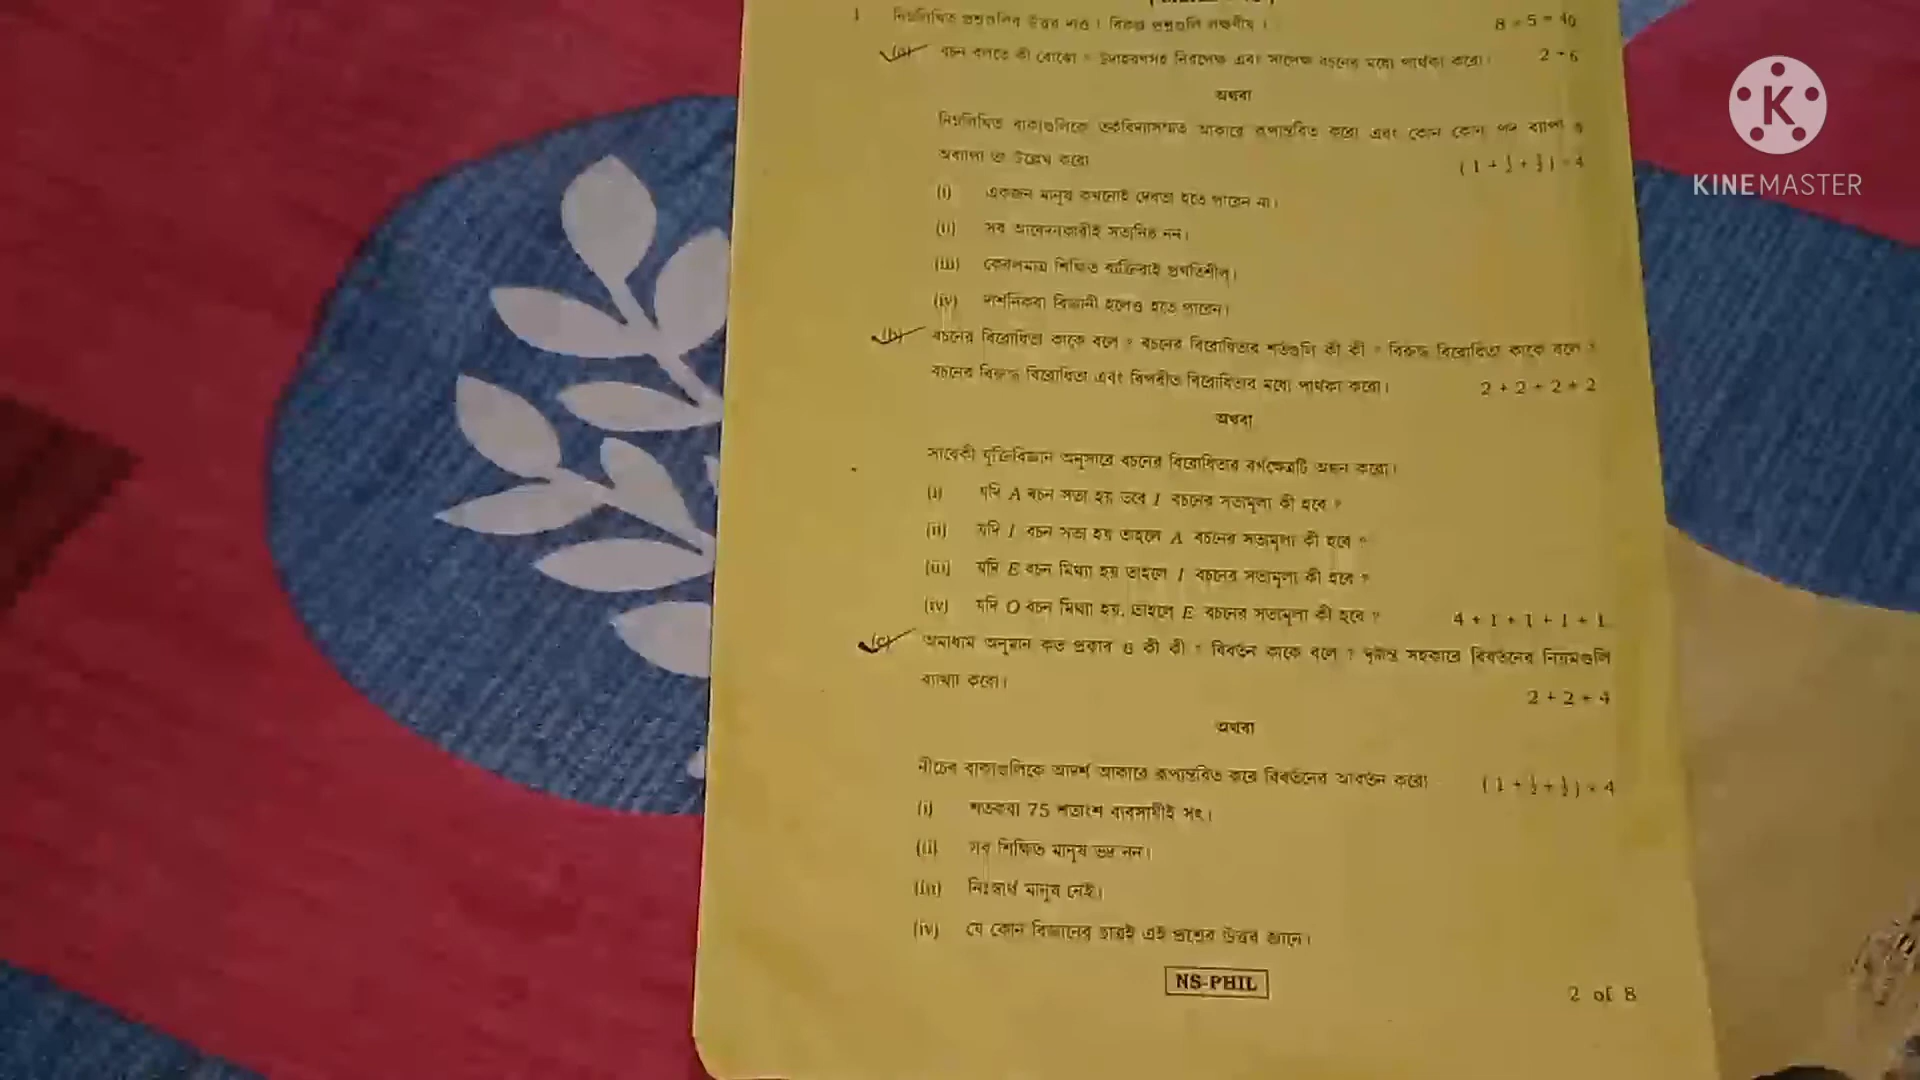 1 নিম্নলিখিত প্রশ্নগুলির উত্তর দাও। বিকল্প প্রশ্নগুলি লক্ষণীয়। 8 × 5 = 40
(a) বচন বলতে কী বোঝো ? উদাহরণসহ নিরপেক্ষ এবং সাপেক্ষ বচনের মধ্যে পার্থক্য করো। 2 + 6
অথবা
নিম্নলিখিত বাক্যগুলিকে তর্কবিদ্যাসম্মত আকারে রূপান্তরিত করো এবং কোন কোন পদ ব্যাপ্য ও
অব্যাপ্য তা উল্লেখ করো (1 + ½ + ½) × 4
(i) একজন মানুষ কখনোই দেবতা হতে পারেন না।
(ii) সব আবেদনকারীই সত্যনিষ্ঠ নন।
(iii) কেবলমাত্র শিক্ষিত ব্যক্তিরাই প্রগতিশীল।
(iv) দার্শনিকরা বিজ্ঞানী হলেও হতে পারেন।
(b) বচনের বিরোধিতা কাকে বলে ? বচনের বিরোধিতার শর্তগুলি কী কী ? বিরুদ্ধ বিরোধিতা কাকে বলে ?
বচনের বিরুদ্ধ বিরোধিতা এবং বিপরীত বিরোধিতার মধ্যে পার্থক্য করো। 2 + 2 + 2 + 2
অথবা
সাবেকী যুক্তিবিজ্ঞান অনুসারে বচনের বিরোধিতার বর্গক্ষেত্রটি অঙ্কন করো।
(i) যদি A বচন সত্য হয় তবে I বচনের সত্যমূল্য কী হবে ?
(ii) যদি I বচন সত্য হয় তাহলে A বচনের সত্যমূল্য কী হবে ?
(iii) যদি E বচন মিথ্যা হয় তাহলে I বচনের সত্যমূল্য কী হবে ?
(iv) যদি O বচন মিথ্যা হয়, তাহলে E বচনের সত্যমূল্য কী হবে ? 4 + 1 + 1 + 1 + 1
(c) অমাধ্যম অনুমান কত প্রকার ও কী কী ? বিবর্তন কাকে বলে ? দৃষ্টান্ত সহকারে বিবর্তনের নিয়মগুলি
ব্যাখ্যা করো। 2 + 2 + 4
অথবা
নীচের বাক্যগুলিকে আদর্শ আকারে রূপান্তরিত করে বিবর্তনের আবর্তন করো (1 + ½ + ½) × 4
(i) শতকরা 75 শতাংশ ব্যবসায়ীই সৎ।
(ii) সব শিক্ষিত মানুষ ভদ্র নন।
(iii) নিঃস্বার্থ মানুষ নেই।
(iv) যে কোন বিজ্ঞানের ছাত্রই এই প্রশ্নের উত্তর জানে।
NS-PHIL
2 of 8
K
KINEMASTER